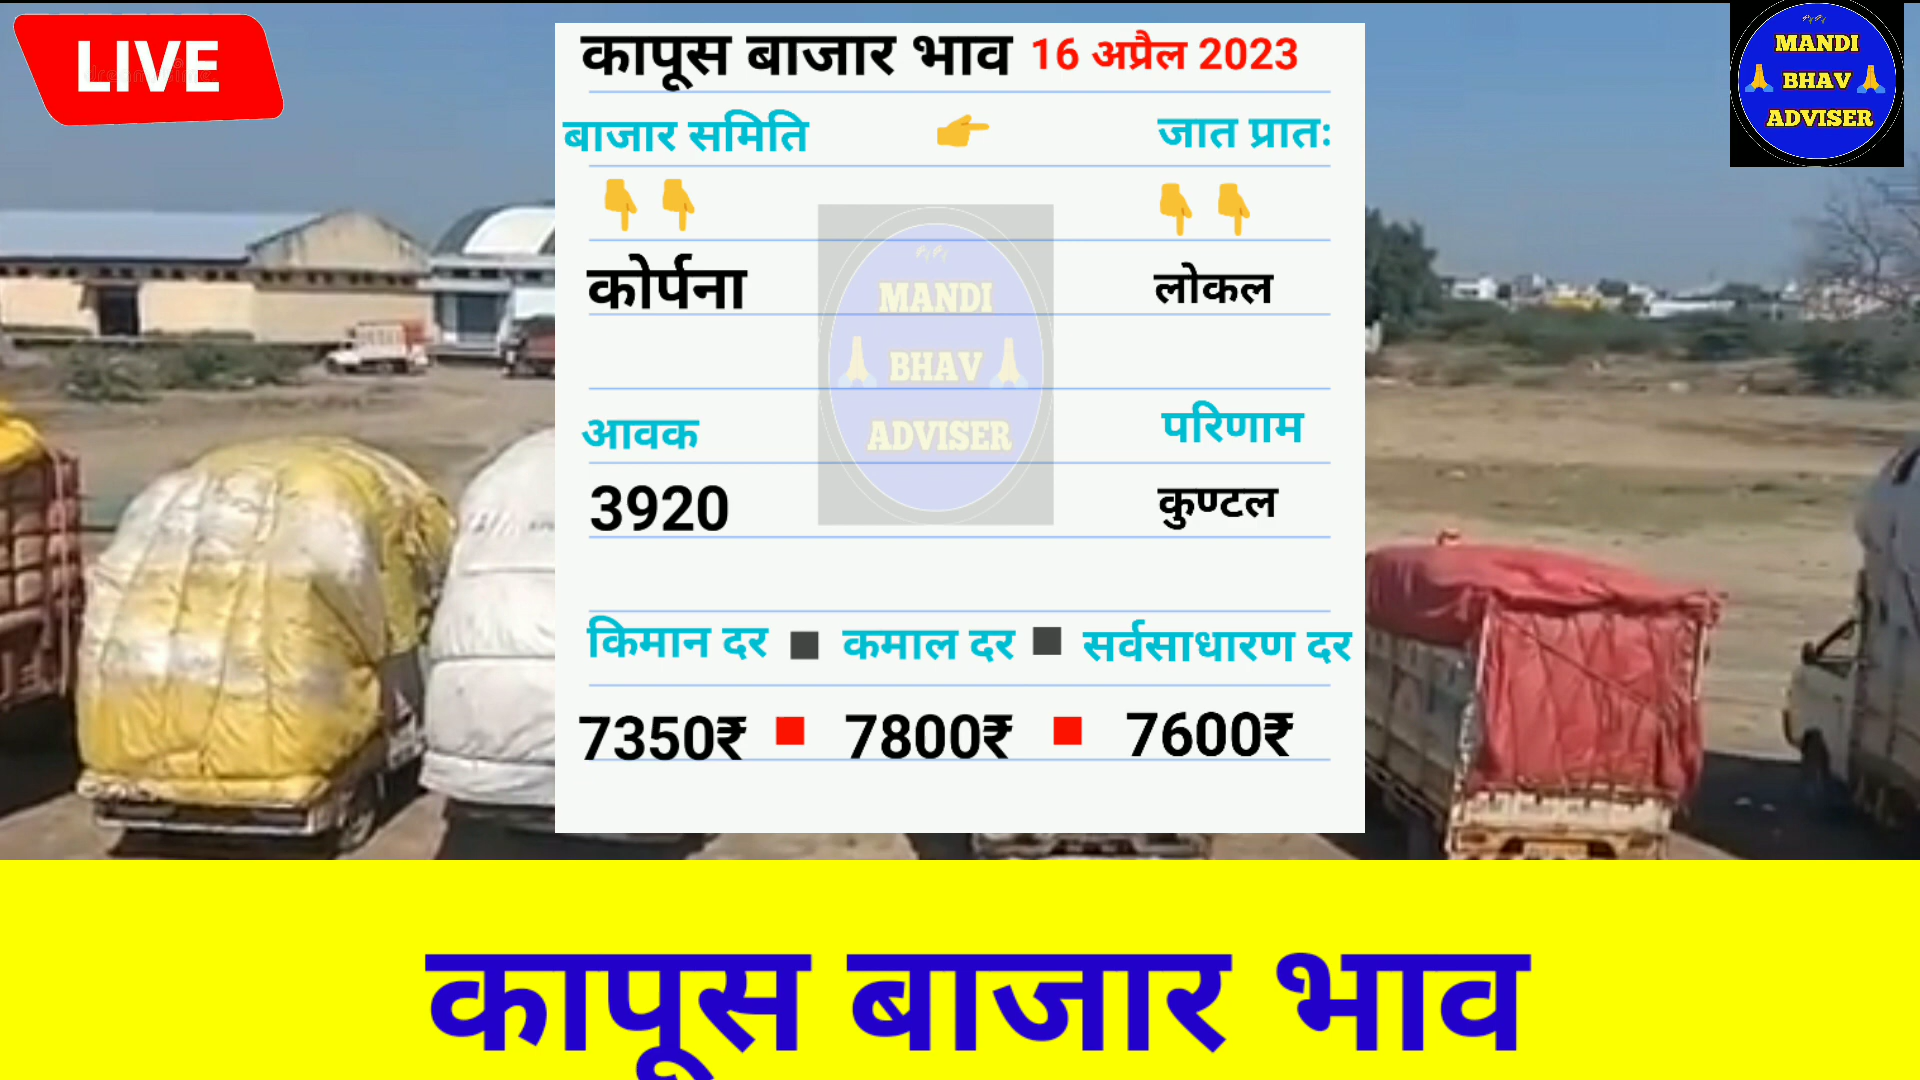 LIVE
कापूस बाजार भाव 16 अप्रैल 2023
MANDI
BHAV
ADVISER
बाजार समिति 👉 जात प्रातः
👇👇 👇👇
कोर्पना लोकल
MANDI
🙏 BHAV 🙏
ADVISER
आवक परिणाम
3920 कुण्टल
किमान दर ▪ कमाल दर ▪ सर्वसाधारण दर
7350₹ 7800₹ 7600₹
कापूस बाजार भाव